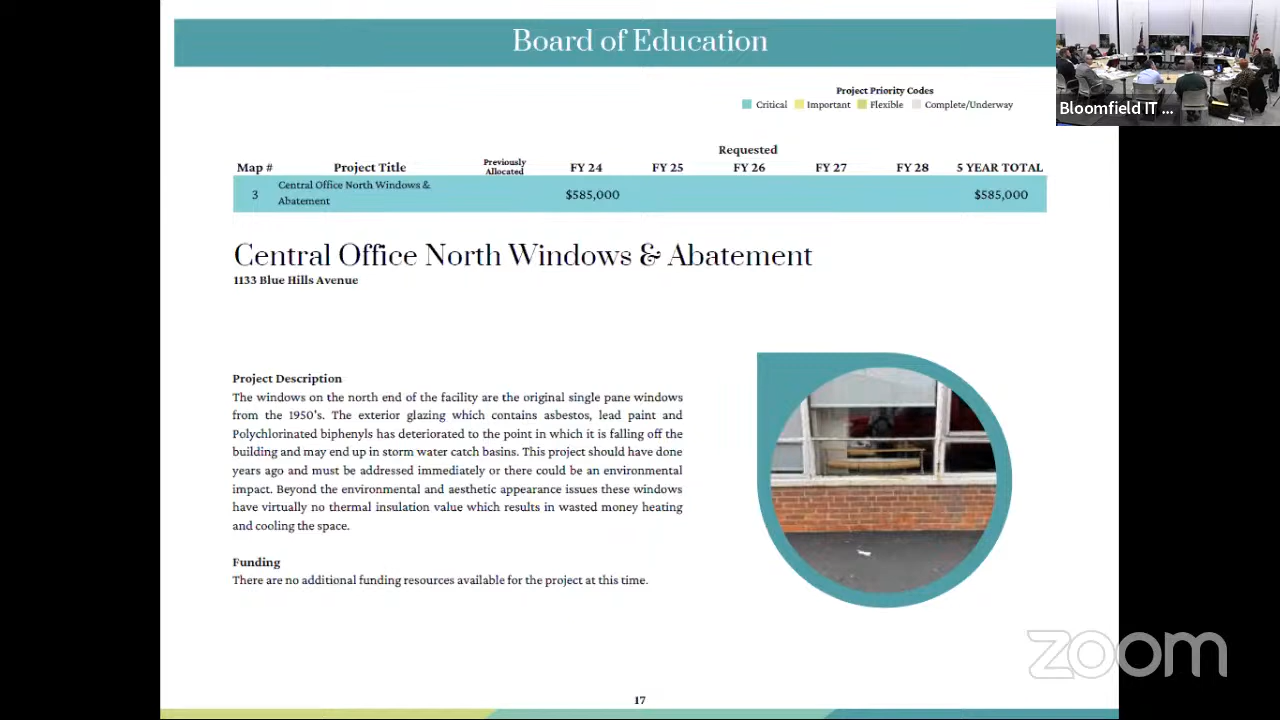 Board of Education
Bloomfield IT ...
Project Priority Codes
Critical Important Flexible Complete/Underway
Requested
Map # Project Title Previously Allocated FY 24 FY 25 FY 26 FY 27 FY 28 5 YEAR TOTAL
3 Central Office North Windows & Abatement $585,000 $585,000
Central Office North Windows & Abatement
1133 Blue Hills Avenue
Project Description
The windows on the north end of the facility are the original single pane windows
from the 1950's. The exterior glazing which contains asbestos, lead paint and
Polychlorinated biphenyls has deteriorated to the point in which it is falling off the
building and may end up in storm water catch basins. This project should have done
years ago and must be addressed immediately or there could be an environmental
impact. Beyond the environmental and aesthetic appearance issues these windows
have virtually no thermal insulation value which results in wasted money heating
and cooling the space.
Funding
There are no additional funding resources available for the project at this time.
zoom
17